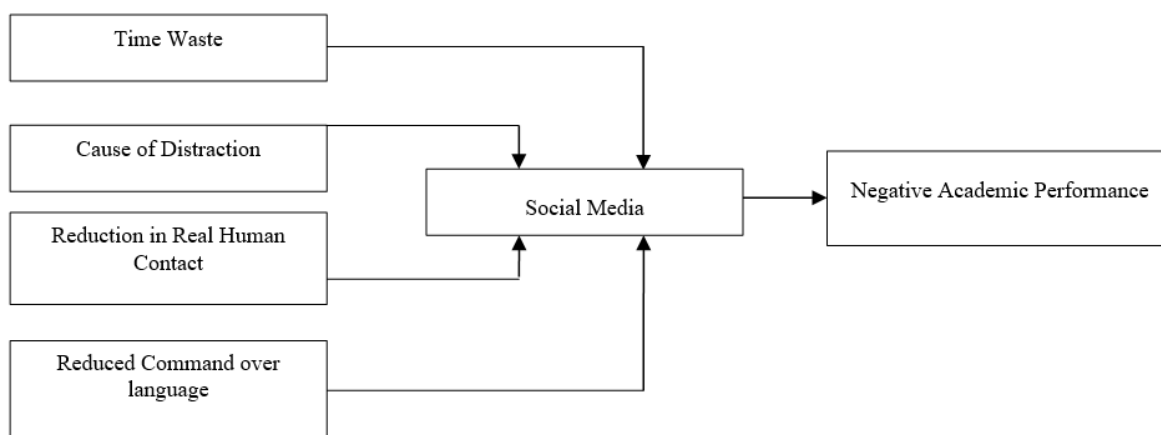 Time Waste
Cause of Distraction
Reduction in Real Human
Contact
Reduced Command over
language
Social Media
Negative Academic Performance